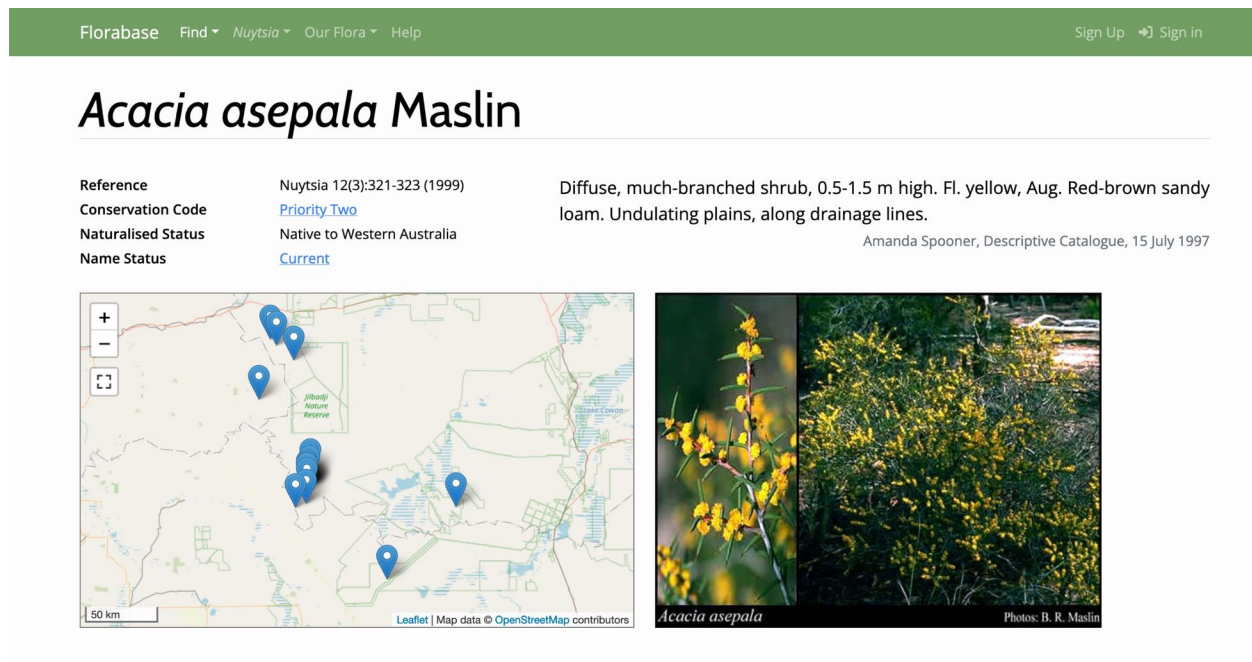 Florabase Find Nuytsia Our Flora Help Sign Up Sign in
Acacia asepala Maslin
Reference Nuytsia 12(3):321-323 (1999)
Conservation Code Priority Two
Naturalised Status Native to Western Australia
Name Status Current
Diffuse, much-branched shrub, 0.5-1.5 m high. Fl. yellow, Aug. Red-brown sandy
loam. Undulating plains, along drainage lines.
Amanda Spooner, Descriptive Catalogue, 15 July 1997
+
−
Jilbadji
Nature
Reserve
Lake Cowan
50 km
Leaflet | Map data © OpenStreetMap contributors
Acacia asepala
Photos: B. R. Maslin